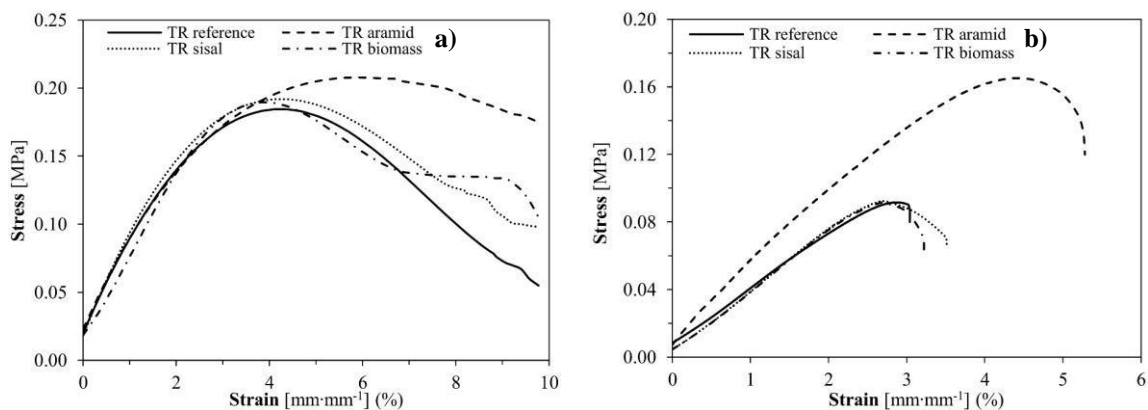 TR reference TR aramid a)
TR sisal TR biomass
Stress [MPa]
0.25
0.20
0.15
0.10
0.05
0.00
0 2 4 6 8 10
Strain [mm·mm⁻¹] (%)
TR reference TR aramid b)
TR sisal TR biomass
Stress [MPa]
0.20
0.16
0.12
0.08
0.04
0.00
0 1 2 3 4 5 6
Strain [mm·mm⁻¹] (%)